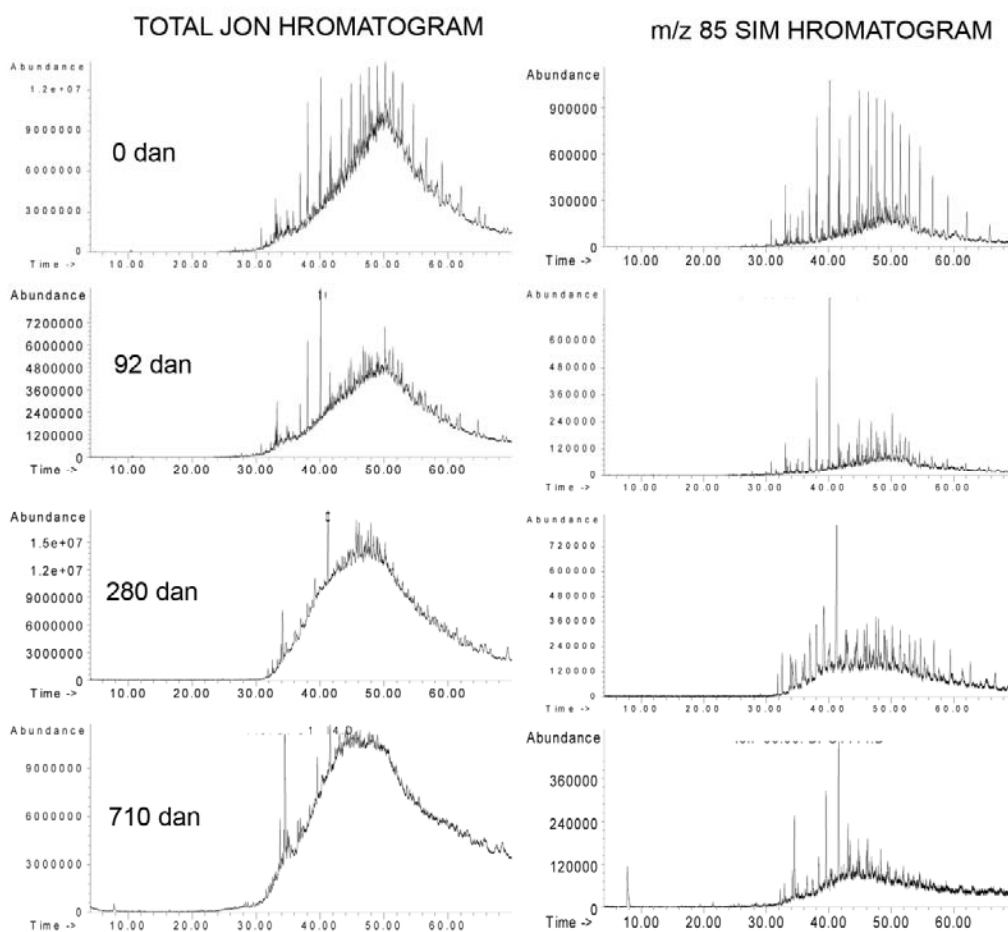 TOTAL JON HROMATOGRAM
m/z 85 SIM HROMATOGRAM
Abundance
1.2e+07
9000000
6000000
3000000
0
0 dan
Time -> 10.00 20.00 30.00 40.00 50.00 60.00
Abundance
900000
600000
300000
0
Time -> 10.00 20.00 30.00 40.00 50.00 60.00
Abundance
7200000
6000000
4800000
3600000
2400000
1200000
0
92 dan
Time -> 10.00 20.00 30.00 40.00 50.00 60.00
Abundance
600000
480000
360000
240000
120000
0
Time -> 10.00 20.00 30.00 40.00 50.00 60.00
Abundance
1.5e+07
1.2e+07
9000000
6000000
3000000
0
280 dan
Time -> 10.00 20.00 30.00 40.00 50.00 60.00
Abundance
720000
600000
480000
360000
240000
120000
0
Time -> 10.00 20.00 30.00 40.00 50.00 60.00
Abundance
9000000
6000000
3000000
0
710 dan
Time -> 10.00 20.00 30.00 40.00 50.00 60.00
Abundance
360000
240000
120000
0
Time -> 10.00 20.00 30.00 40.00 50.00 60.00